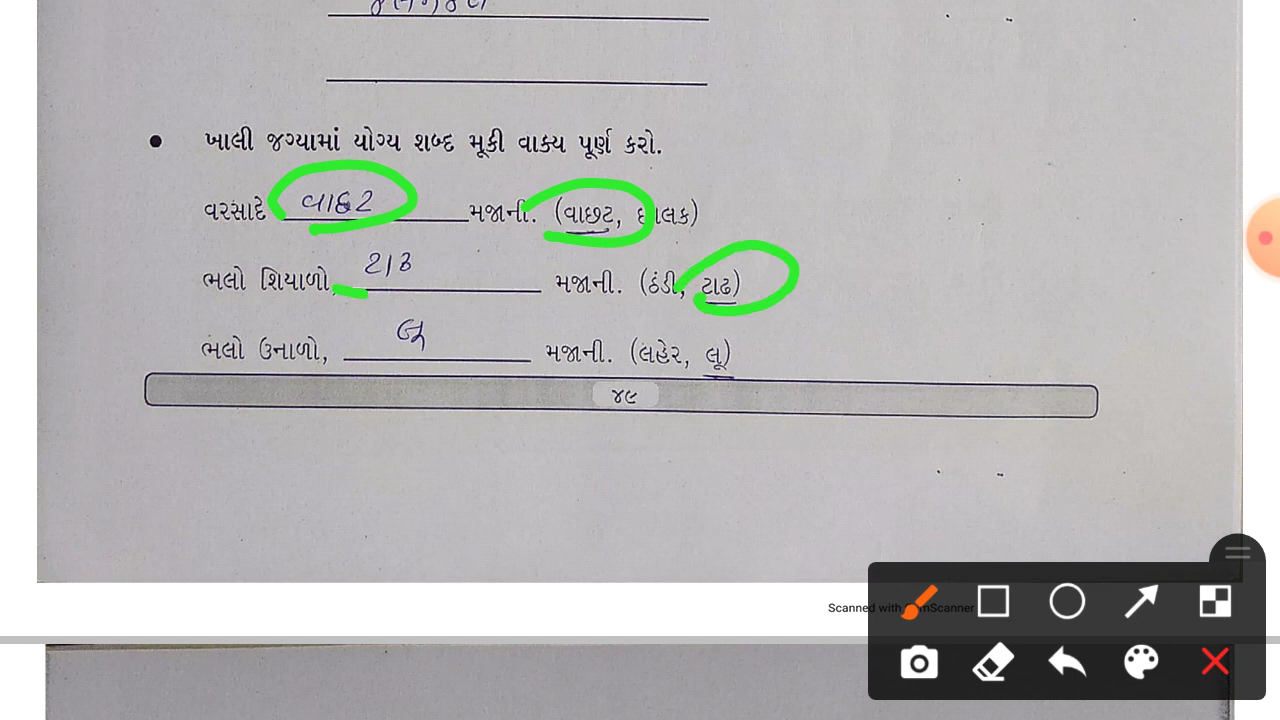 ખાલી જગ્યામાં યોગ્ય શબ્દ મૂકી વાક્ય પૂર્ણ કરો.
વરસાદે વાછટ મજાની. (વાછટ, છાલક)
ભલો શિયાળો, ટાઢ મજાની. (ઠંડી, ટાઢ)
ભલો ઉનાળો, લૂ મજાની. (લહેર, લૂ)
૪૯
Scanned with